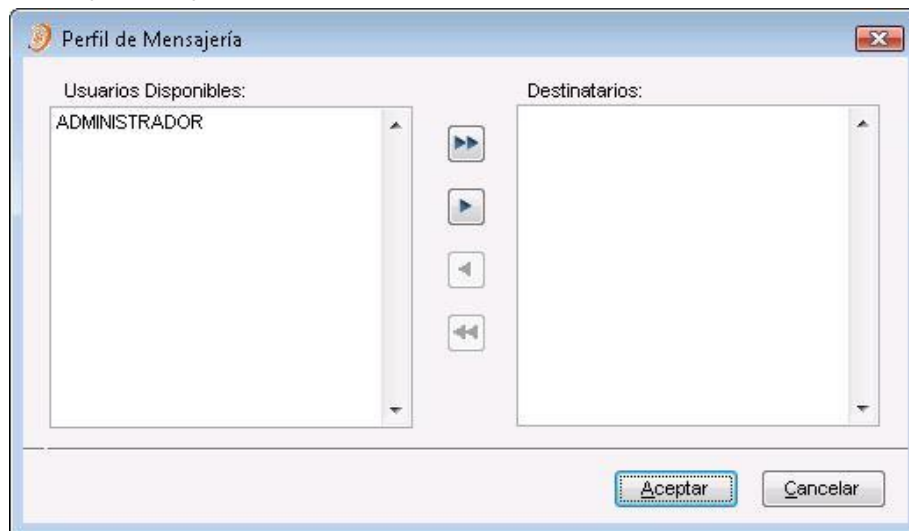 Perfil de Mensajería
Usuarios Disponibles:
Destinatarios:
ADMINISTRADOR
Aceptar
Cancelar